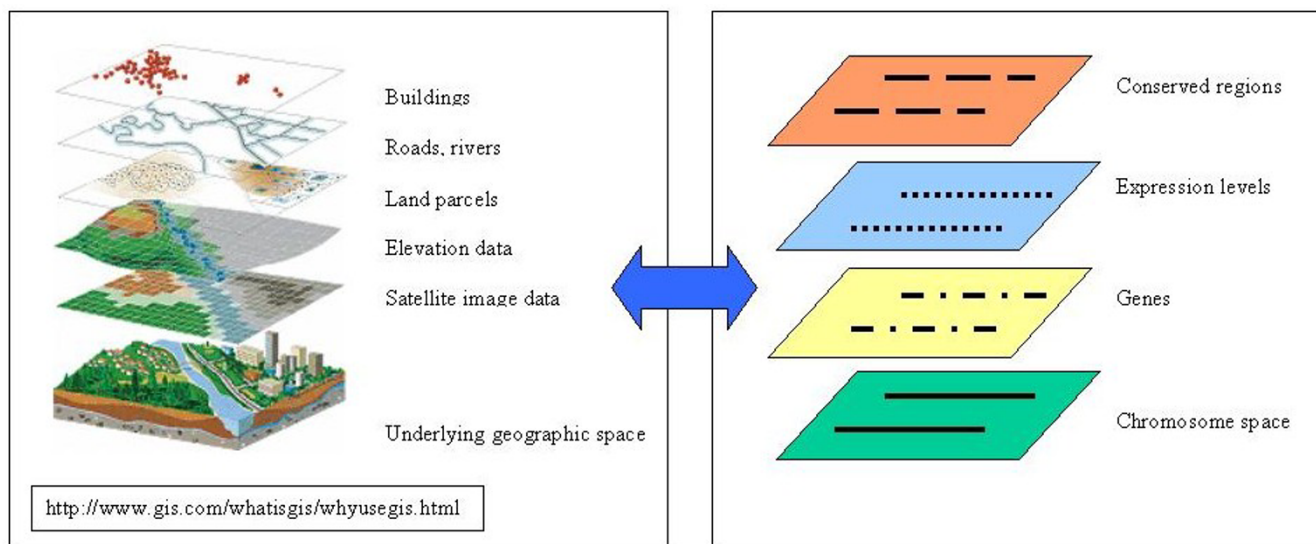 Buildings
Roads, rivers
Land parcels
Elevation data
Satellite image data
Underlying geographic space
http://www.gis.com/whatisgis/whyusegis.html
Conserved regions
Expression levels
Genes
Chromosome space